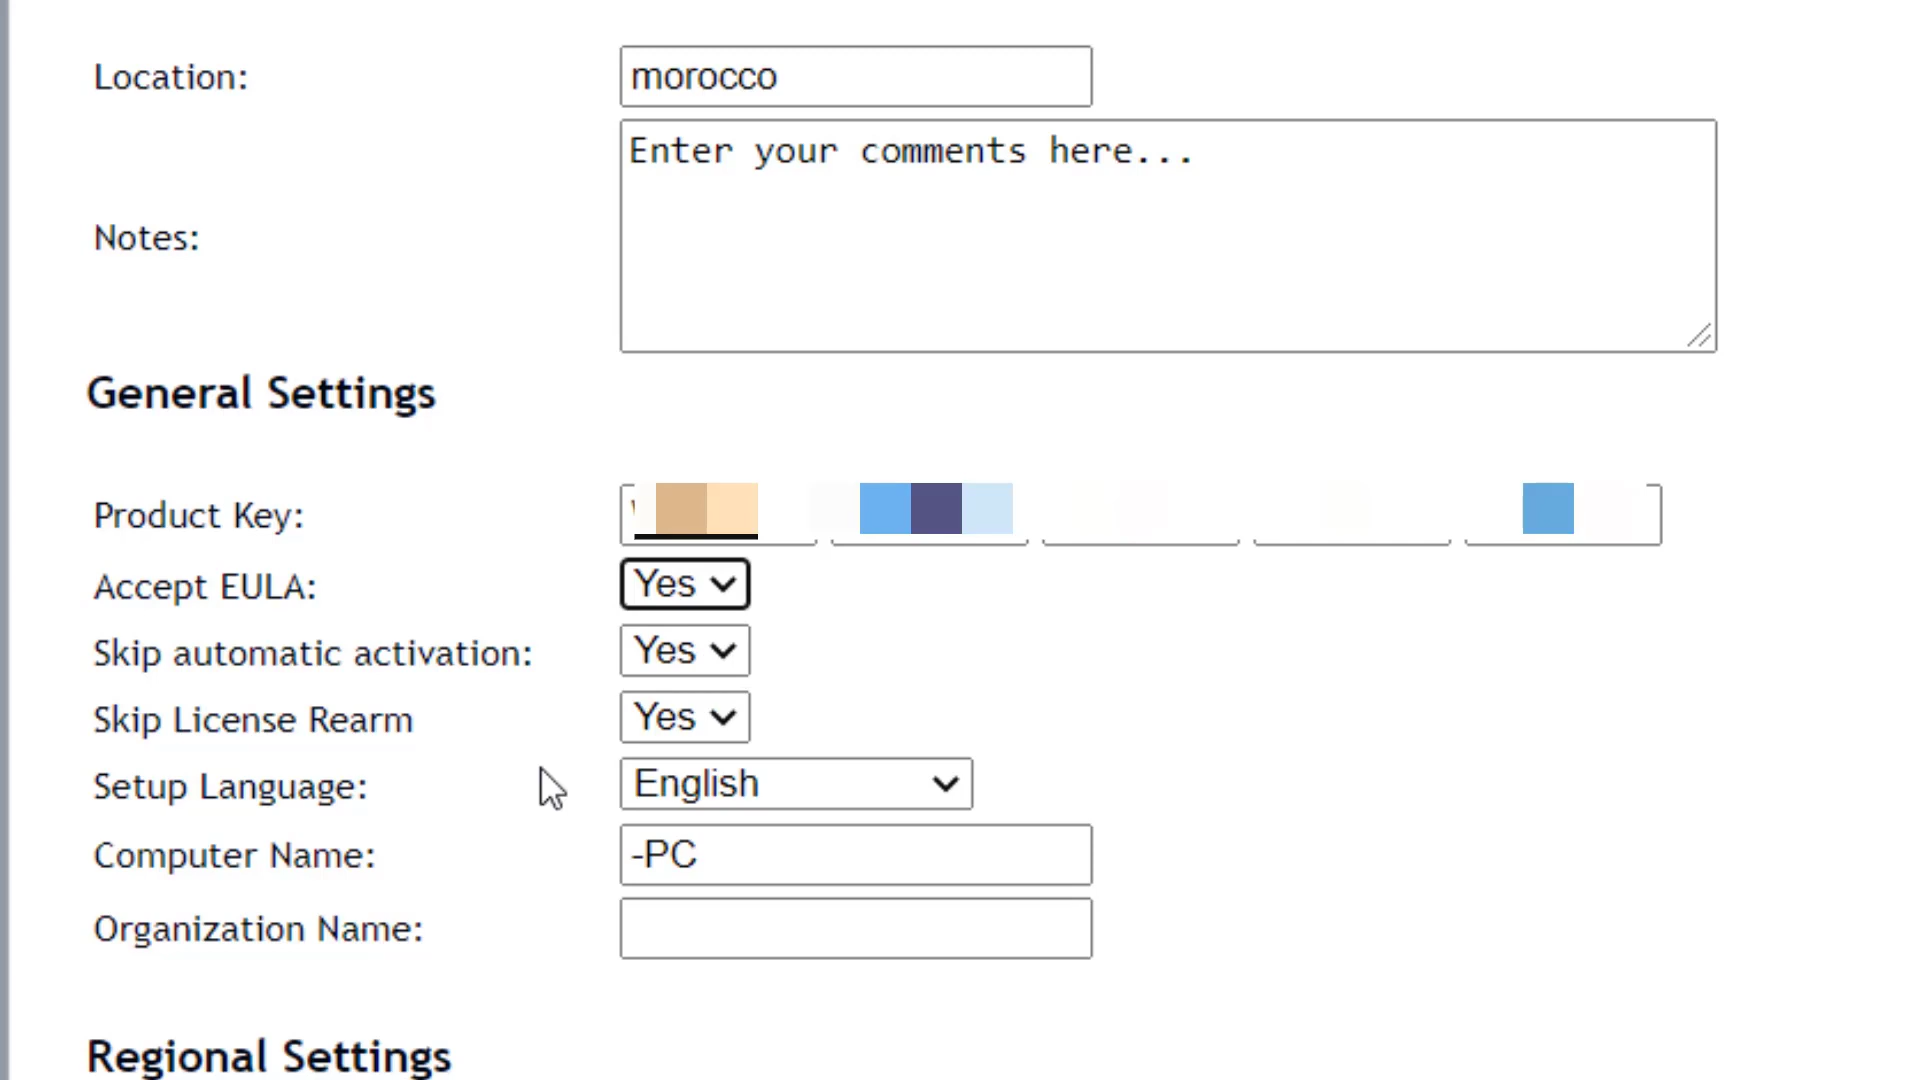 Location: morocco
Enter your comments here...
Notes:
General Settings
Product Key:
Accept EULA: Yes
Skip automatic activation: Yes
Skip License Rearm Yes
Setup Language: English
Computer Name: -PC
Organization Name:
Regional Settings